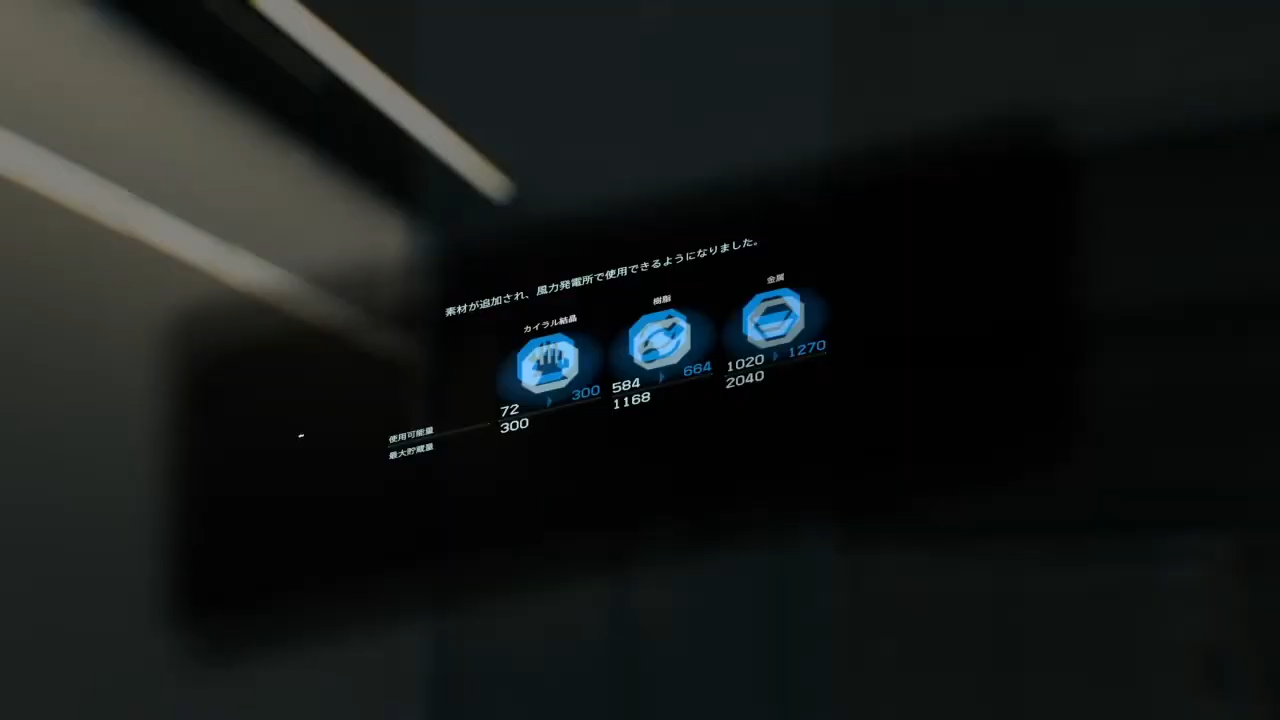 素材が追加され、風力発電所で使用できるようになりました。
カイラル結晶 樹脂 金属
使用可能量 72 300 584 664 1020 1270
最大貯蔵量 300 1168 2040